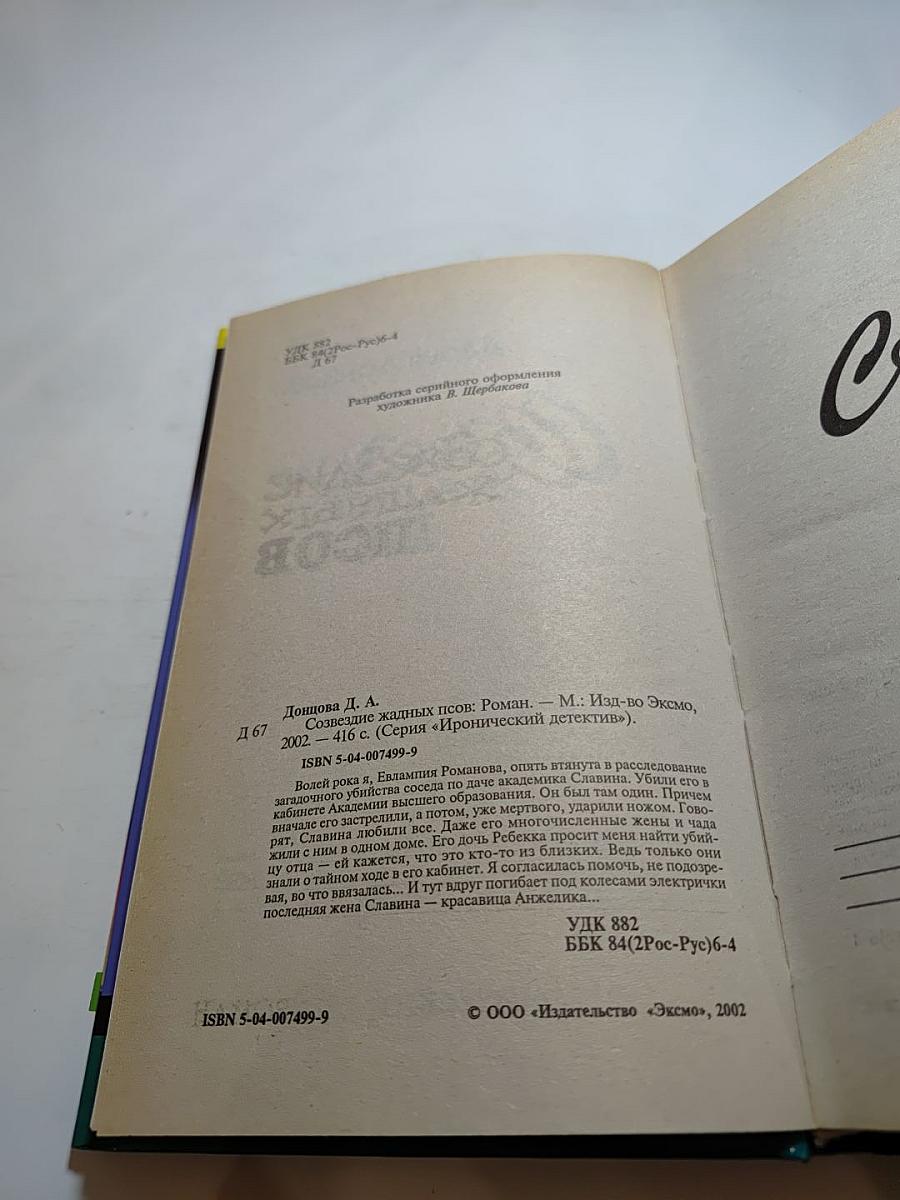 УДК 882
ББК 84(2Рос-Рус)6-4
Д 67
Разработка серийного оформления
художника В. Щербакова
Донцова Д. А.
Д 67 Созвездие жадных псов: Роман. — М.: Изд-во Эксмо,
2002. — 416 с. (Серия «Иронический детектив»).
ISBN 5-04-007499-9
Волей рока я, Евлампия Романова, опять втянута в расследование
загадочного убийства соседа по даче академика Славина. Убили его в
кабинете Академии высшего образования. Он был там один. Причем
вначале его застрелили, а потом, уже мертвого, ударили ножом. Гово-
рят, Славина любили все. Даже его многочисленные жены и чада
жили с ним в одном доме. Его дочь Ребекка просит меня найти убий-
цу отца — ей кажется, что это кто-то из близких. Ведь только они
знали о тайном ходе в его кабинет. Я согласилась помочь, не подозре-
вая, во что ввязалась... И тут вдруг погибает под колесами электрички
последняя жена Славина — красавица Анжелика...
УДК 882
ББК 84(2Рос-Рус)6-4
ISBN 5-04-007499-9
© ООО «Издательство «Эксмо», 2002